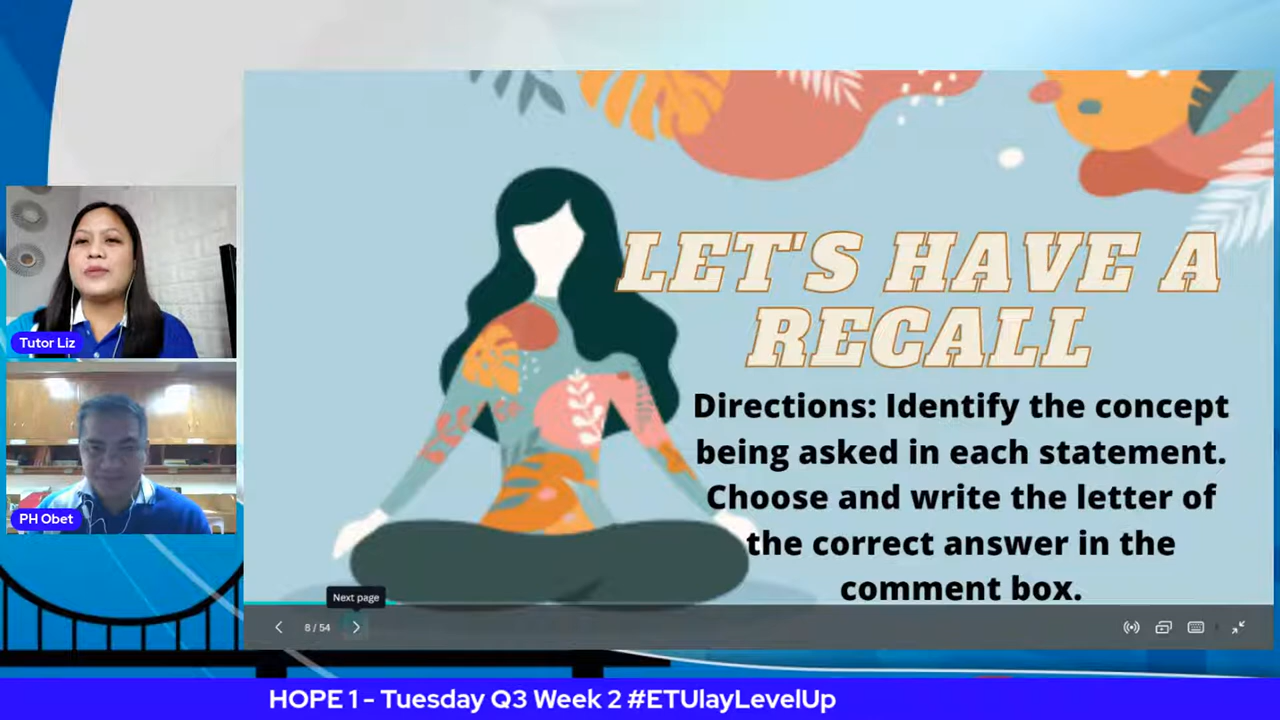 LET'S HAVE A
RECALL
Directions: Identify the concept
being asked in each statement.
Choose and write the letter of
the correct answer in the
comment box.
Tutor Liz
PH Obet
Next page
8 / 54
HOPE 1 - Tuesday Q3 Week 2 #ETUlayLevelUp